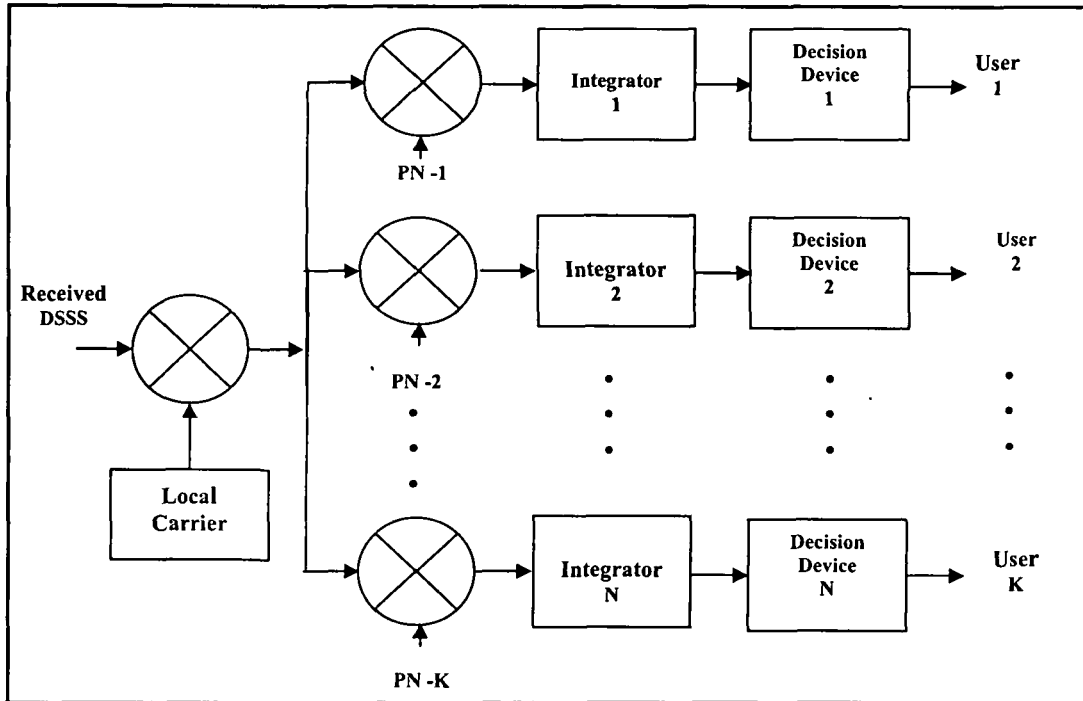 Received
DSSS
Local
Carrier
PN -1
Integrator
1
Decision
Device
1
User
1
PN -2
Integrator
2
Decision
Device
2
User
2
PN -K
Integrator
N
Decision
Device
N
User
K